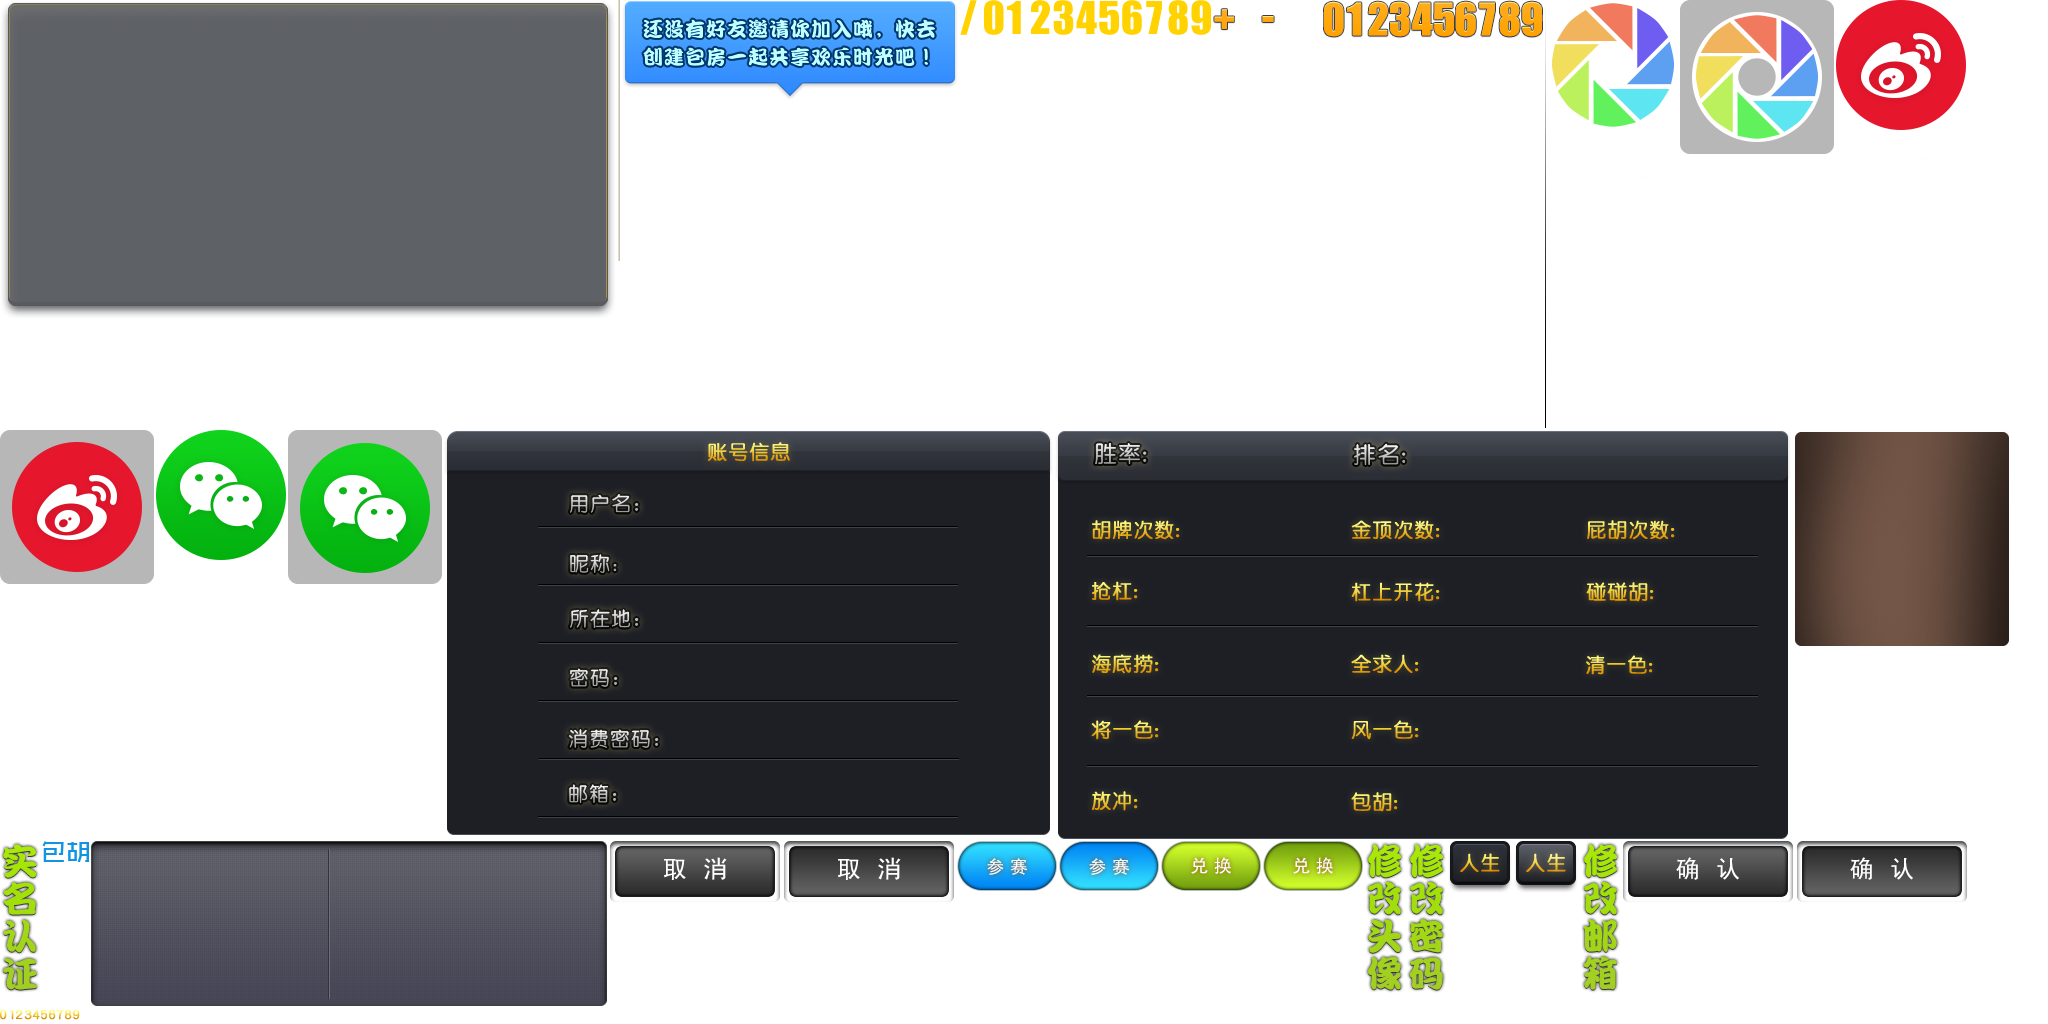 还没有好友邀请你加入哦，快去
创建包房一起共享欢乐时光吧！
/0123456789+ -
0123456789
账号信息
用户名：
昵称：
所在地：
密码：
消费密码：
邮箱：
胜率:
排名:
胡牌次数:
金顶次数:
屁胡次数:
抢杠:
杠上开花:
碰碰胡:
海底捞:
全求人:
清一色:
将一色:
风一色:
放冲:
包胡:
实名认证
包胡
取 消
取 消
参 赛
参 赛
兑 换
兑 换
修改头像
修改密码
人生
人生
修改邮箱
确 认
确 认
0123456789